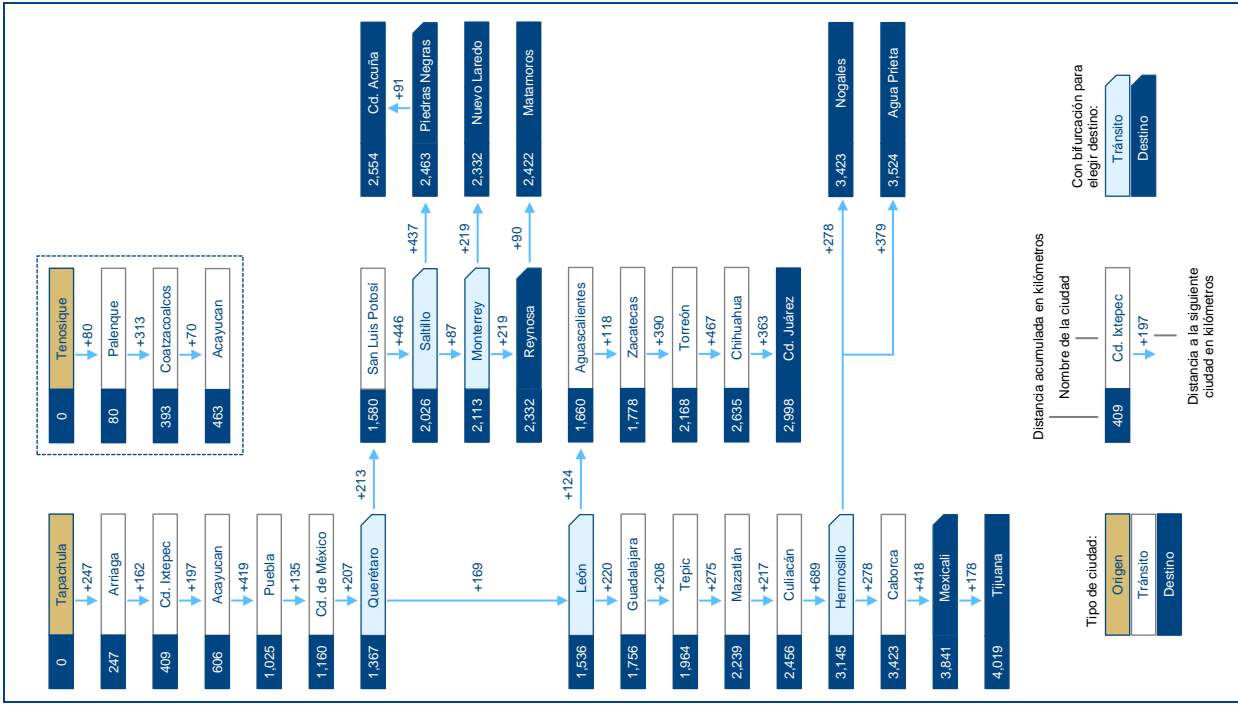 0 Tapachula
+247
247 Arriaga
+162
409 Cd. Ixtepec
+197
606 Acayucan
+419
1,025 Puebla
+135
1,160 Cd. de México
+207
1,367 Querétaro
+213
+169
1,536 León
+124
+220
1,756 Guadalajara
+208
1,964 Tepic
+275
2,239 Mazatlán
+217
2,456 Culiacán
+689
3,145 Hermosillo
+278
3,423 Caborca
+418
3,841 Mexicali
+178
4,019 Tijuana
0 Tenosique
+80
80 Palenque
+313
393 Coatzacoalcos
+70
463 Acayucan
1,580 San Luis Potosí
+446
2,026 Saltillo
+437
+87
2,113 Monterrey
+219
+219
2,332 Reynosa
+90
2,554 Cd. Acuña
+91
2,463 Piedras Negras
2,332 Nuevo Laredo
2,422 Matamoros
1,660 Aguascalientes
+118
1,778 Zacatecas
+390
2,168 Torreón
+467
2,635 Chihuahua
+363
2,998 Cd. Juárez
+278
3,423 Nogales
+379
3,524 Agua Prieta
Tipo de ciudad:
Origen
Tránsito
Destino
Distancia acumulada en kilómetros
Nombre de la ciudad
409 Cd. Ixtepec
+197
Distancia a la siguiente
ciudad en kilómetros
Con bifurcación para
elegir destino:
Tránsito
Destino